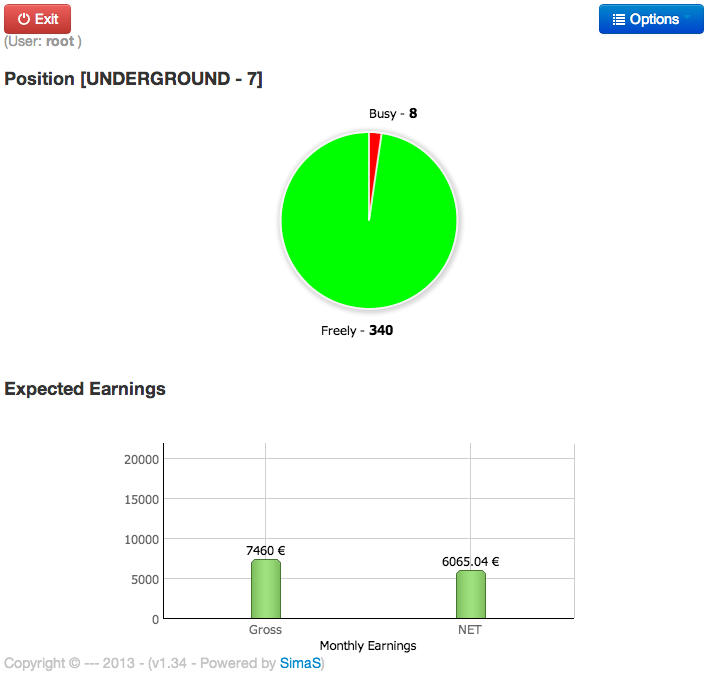 Exit
Options
(User: root )
Position [UNDERGROUND - 7]
Busy - 8
Freely - 340
Expected Earnings
20000
15000
10000
5000
0
7460 €
6065.04 €
Gross
NET
Monthly Earnings
Copyright © --- 2013 - (v1.34 - Powered by SimaS)